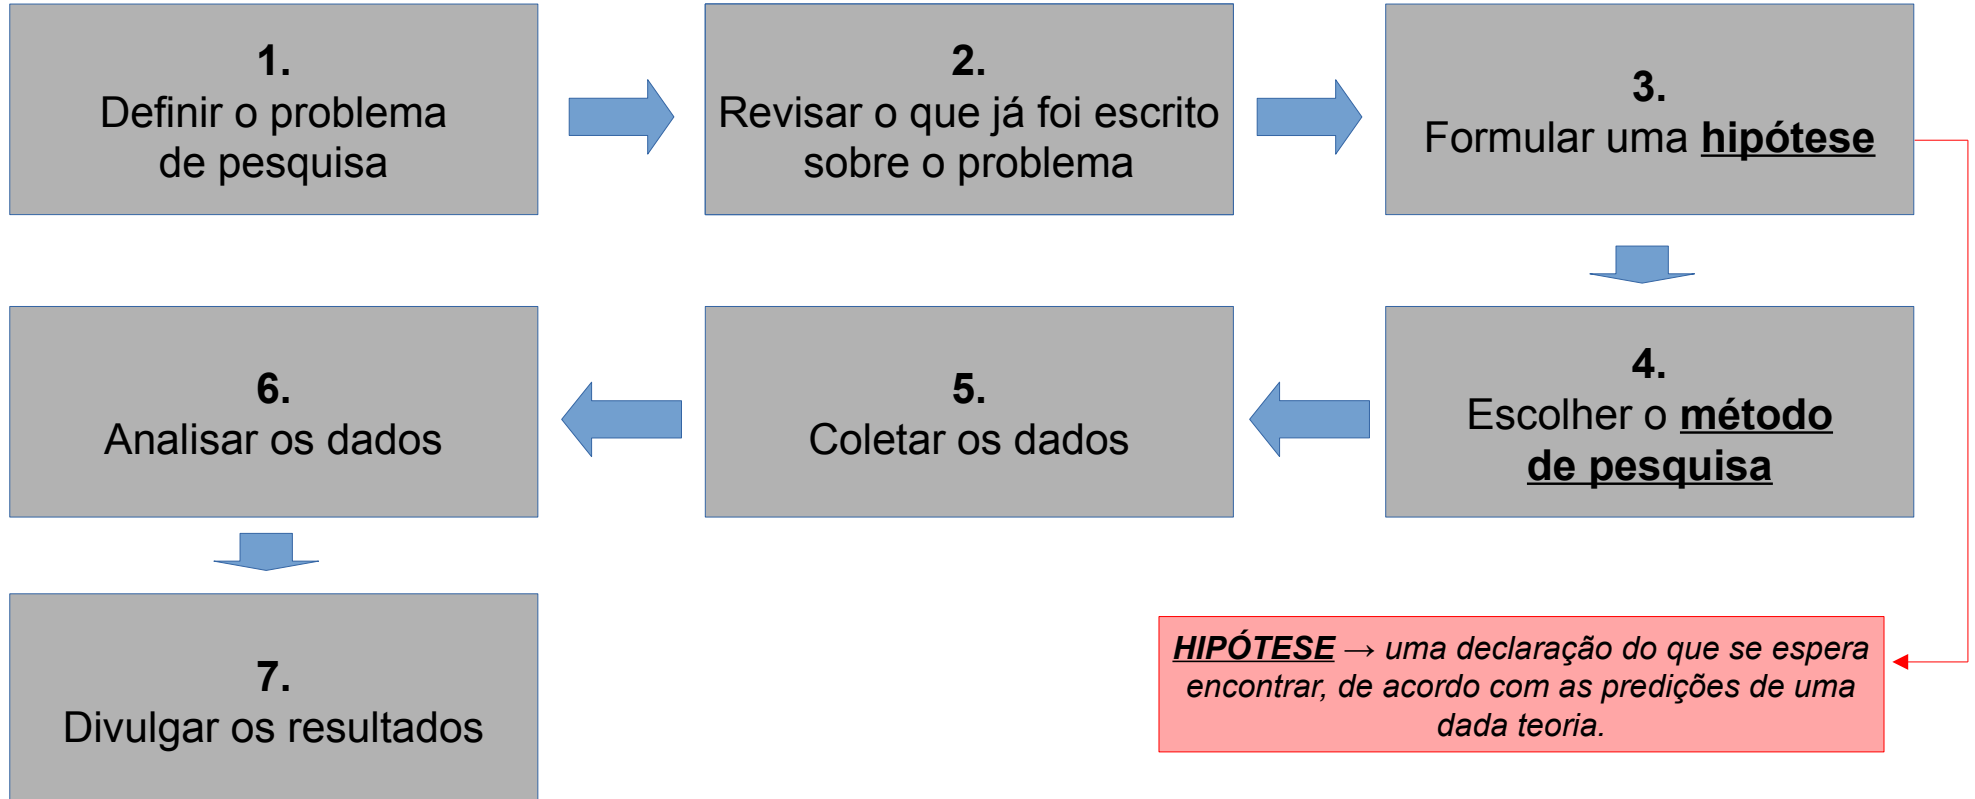 1.
Definir o problema
de pesquisa
2.
Revisar o que já foi escrito
sobre o problema
3.
Formular uma hipótese
4.
Escolher o método
de pesquisa
5.
Coletar os dados
6.
Analisar os dados
7.
Divulgar os resultados
HIPÓTESE → uma declaração do que se espera
encontrar, de acordo com as predições de uma
dada teoria.